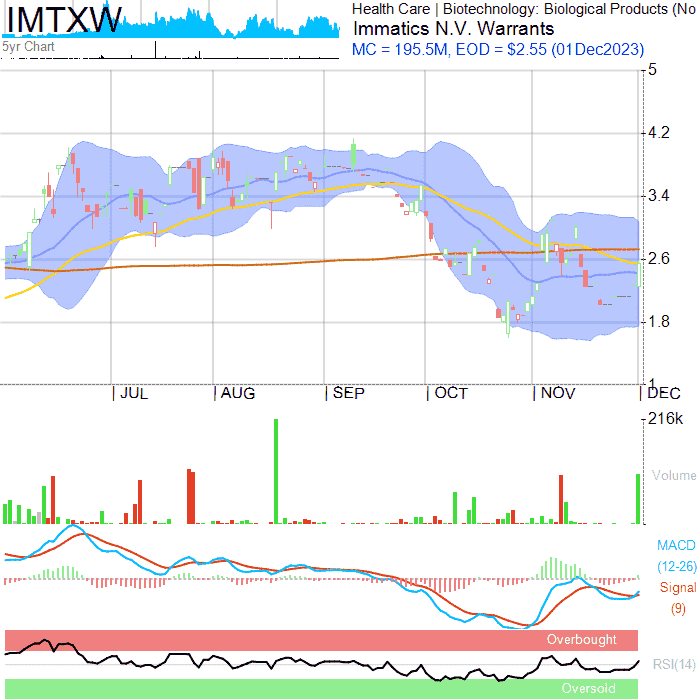 IMTXW
Health Care | Biotechnology: Biological Products (No
Immatics N.V. Warrants
MC = 195.5M, EOD = $2.55 (01Dec2023)
5yr Chart
5
4.2
3.4
2.6
1.8
1
| JUL | AUG | SEP | OCT | NOV | DEC
216k
Volume
MACD
(12-26)
Signal
(9)
Overbought
RSI(14)
Oversold